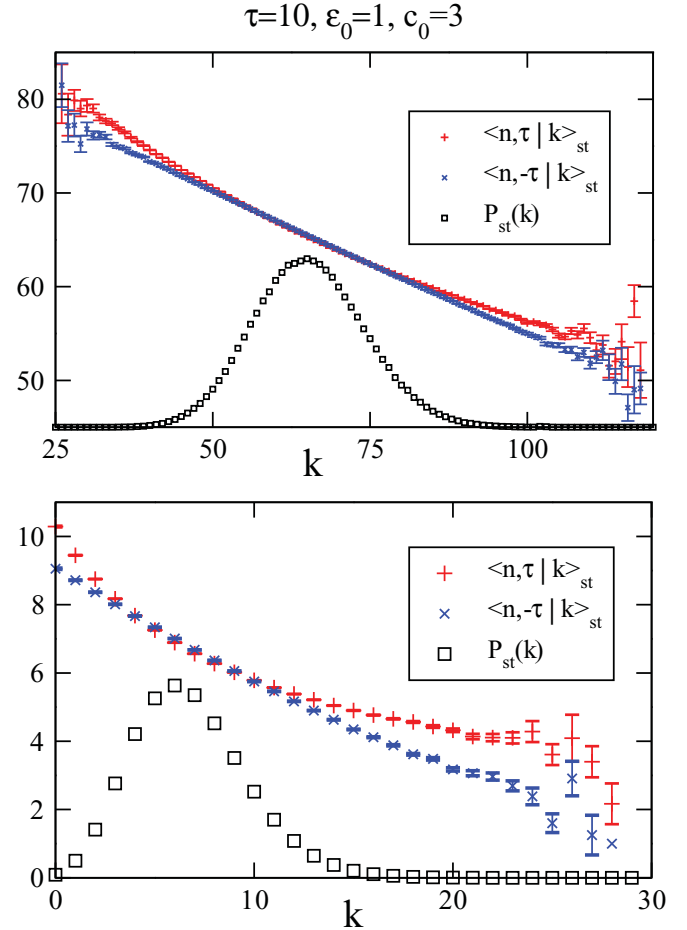 τ=10, ε₀=1, c₀=3
80
70
60
50
<n,τ | k>st
<n,-τ | k>st
Pst(k)
25
50
75
100
k
10
8
6
4
2
0
<n,τ | k>st
<n,-τ | k>st
Pst(k)
0
10
20
30
k